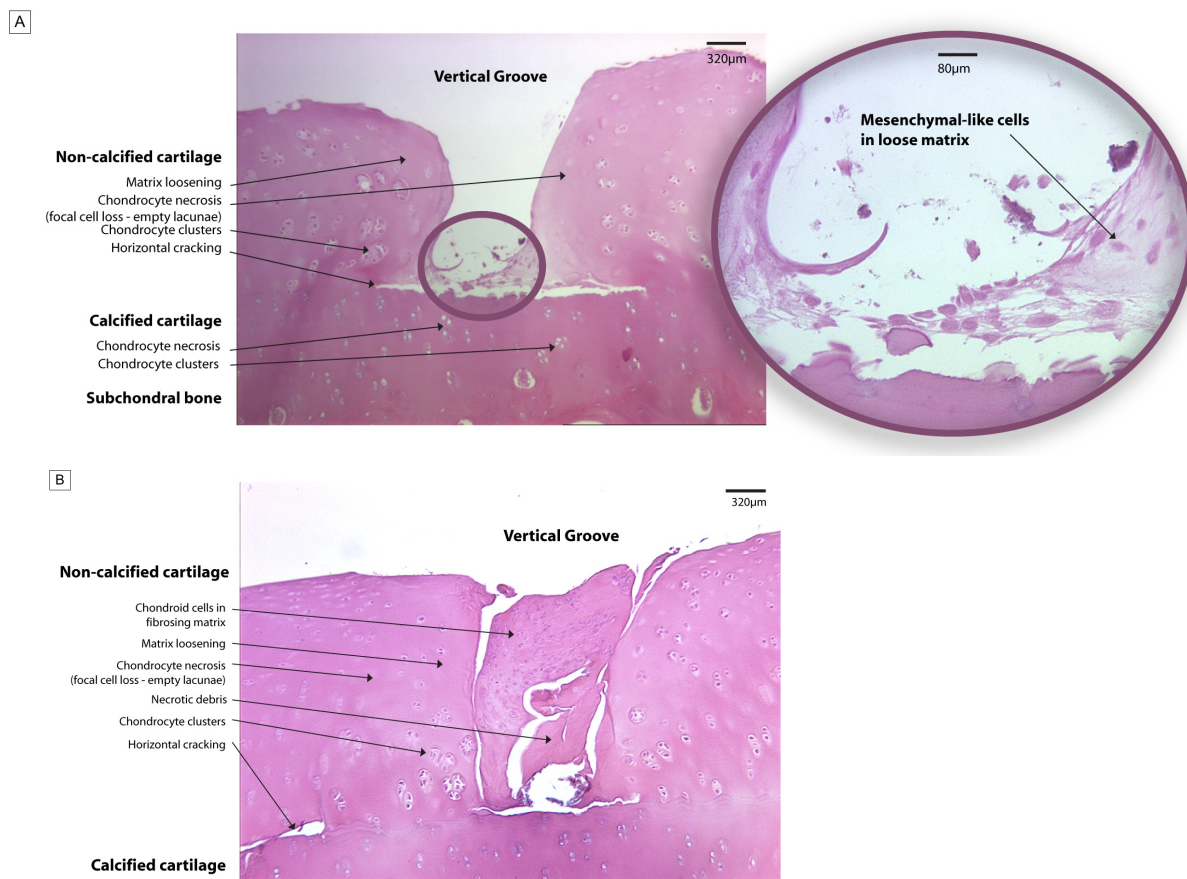 A
Vertical Groove
320µm
80µm
Mesenchymal-like cells
in loose matrix
Non-calcified cartilage
Matrix loosening
Chondrocyte necrosis
(focal cell loss - empty lacunae)
Chondrocyte clusters
Horizontal cracking
Calcified cartilage
Chondrocyte necrosis
Chondrocyte clusters
Subchondral bone
B
320µm
Vertical Groove
Non-calcified cartilage
Chondroid cells in
fibrosing matrix
Matrix loosening
Chondrocyte necrosis
(focal cell loss - empty lacunae)
Necrotic debris
Chondrocyte clusters
Horizontal cracking
Calcified cartilage